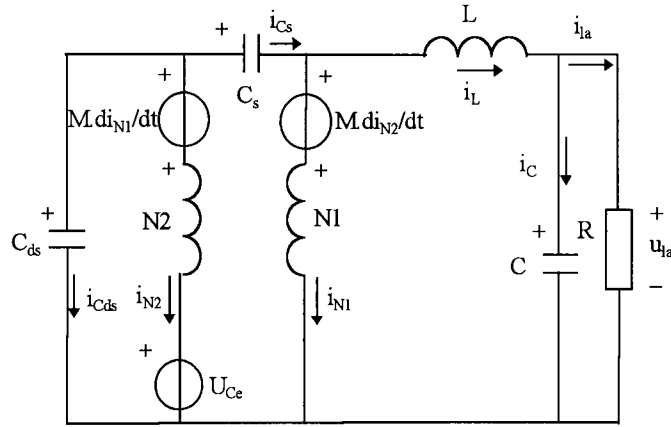 + i_Cs L i_la
+ C_s + i_L
M.di_N1/dt M.di_N2/dt
+ + i_C
N2 N1 +
+ + R u_la
C_ds C −
i_Cds i_N2 i_N1
+
U_Ce